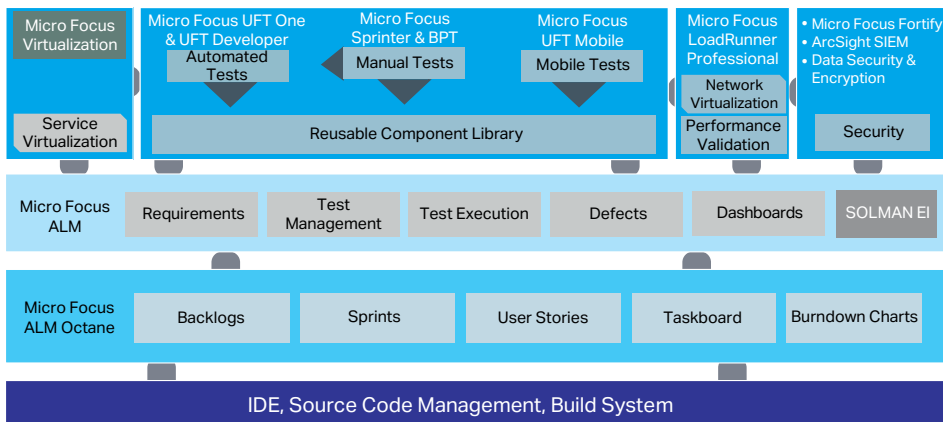 Micro Focus
Virtualization
Service
Virtualization
Micro Focus UFT One
& UFT Developer
Automated
Tests
Micro Focus
Sprinter & BPT
Manual Tests
Micro Focus
UFT Mobile
Mobile Tests
Reusable Component Library
Micro Focus
LoadRunner
Professional
Network
Virtualization
Performance
Validation
• Micro Focus Fortify
• ArcSight SIEM
• Data Security &
Encryption
Security
Micro Focus
ALM
Requirements
Test
Management
Test Execution
Defects
Dashboards
SOLMAN EI
Micro Focus
ALM Octane
Backlogs
Sprints
User Stories
Taskboard
Burndown Charts
IDE, Source Code Management, Build System